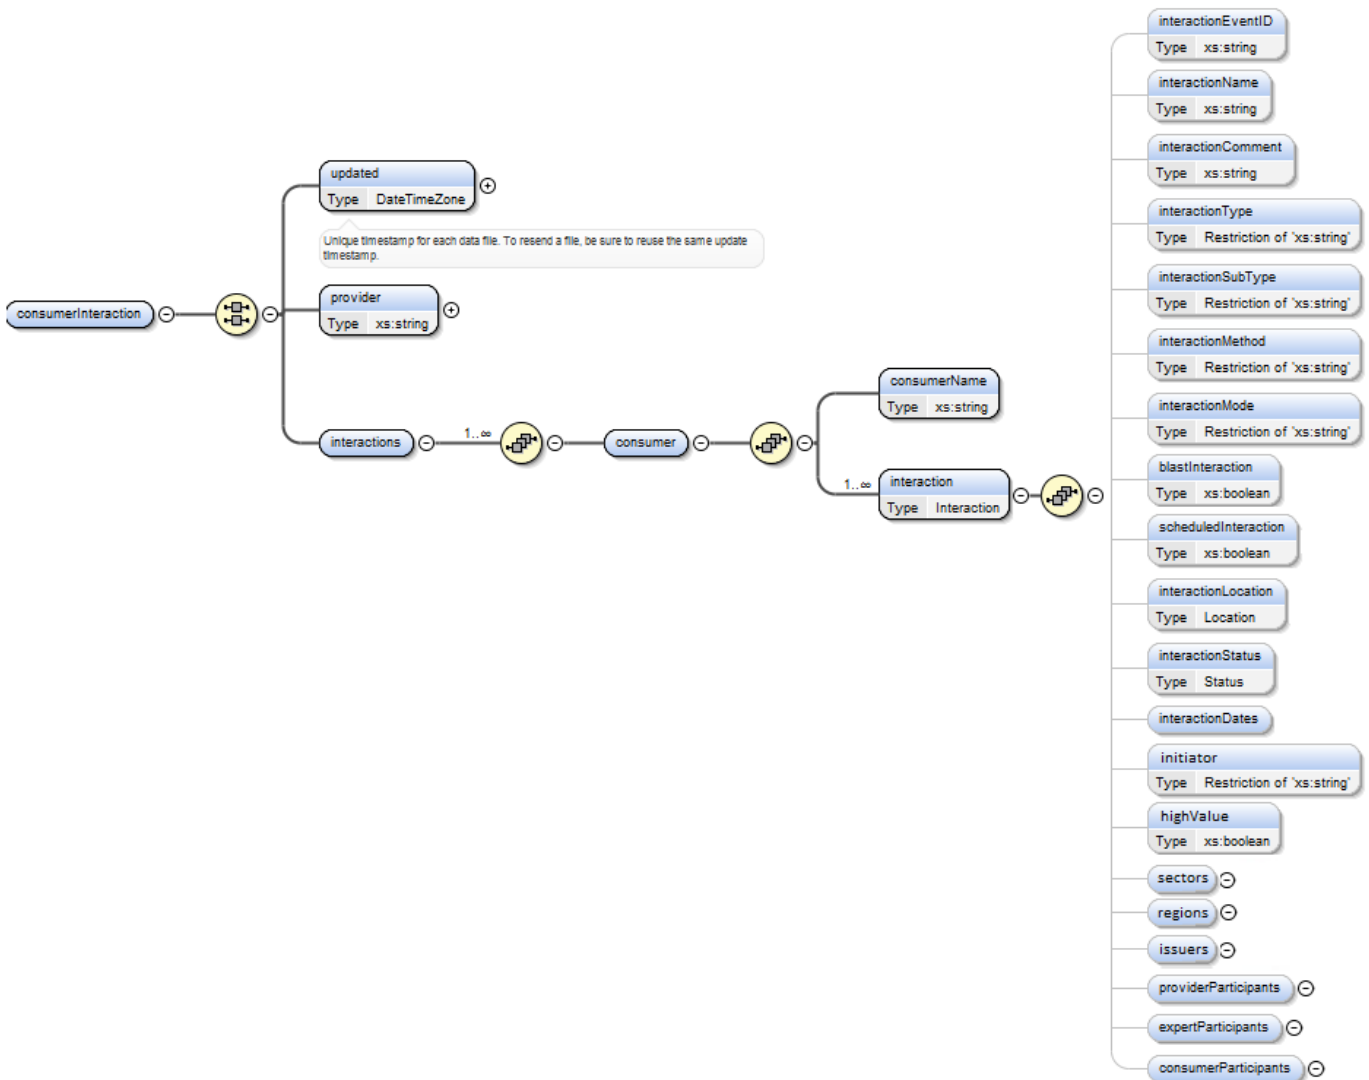 consumerInteraction
updated
Type DateTimeZone
Unique timestamp for each data file. To resend a file, be sure to reuse the same update
timestamp.
provider
Type xs:string
interactions
1..∞
consumer
consumerName
Type xs:string
1..∞
interaction
Type Interaction
interactionEventID
Type xs:string
interactionName
Type xs:string
interactionComment
Type xs:string
interactionType
Type Restriction of 'xs:string'
interactionSubType
Type Restriction of 'xs:string'
interactionMethod
Type Restriction of 'xs:string'
interactionMode
Type Restriction of 'xs:string'
blastInteraction
Type xs:boolean
scheduledInteraction
Type xs:boolean
interactionLocation
Type Location
interactionStatus
Type Status
interactionDates
initiator
Type Restriction of 'xs:string'
highValue
Type xs:boolean
sectors
regions
issuers
providerParticipants
expertParticipants
consumerParticipants